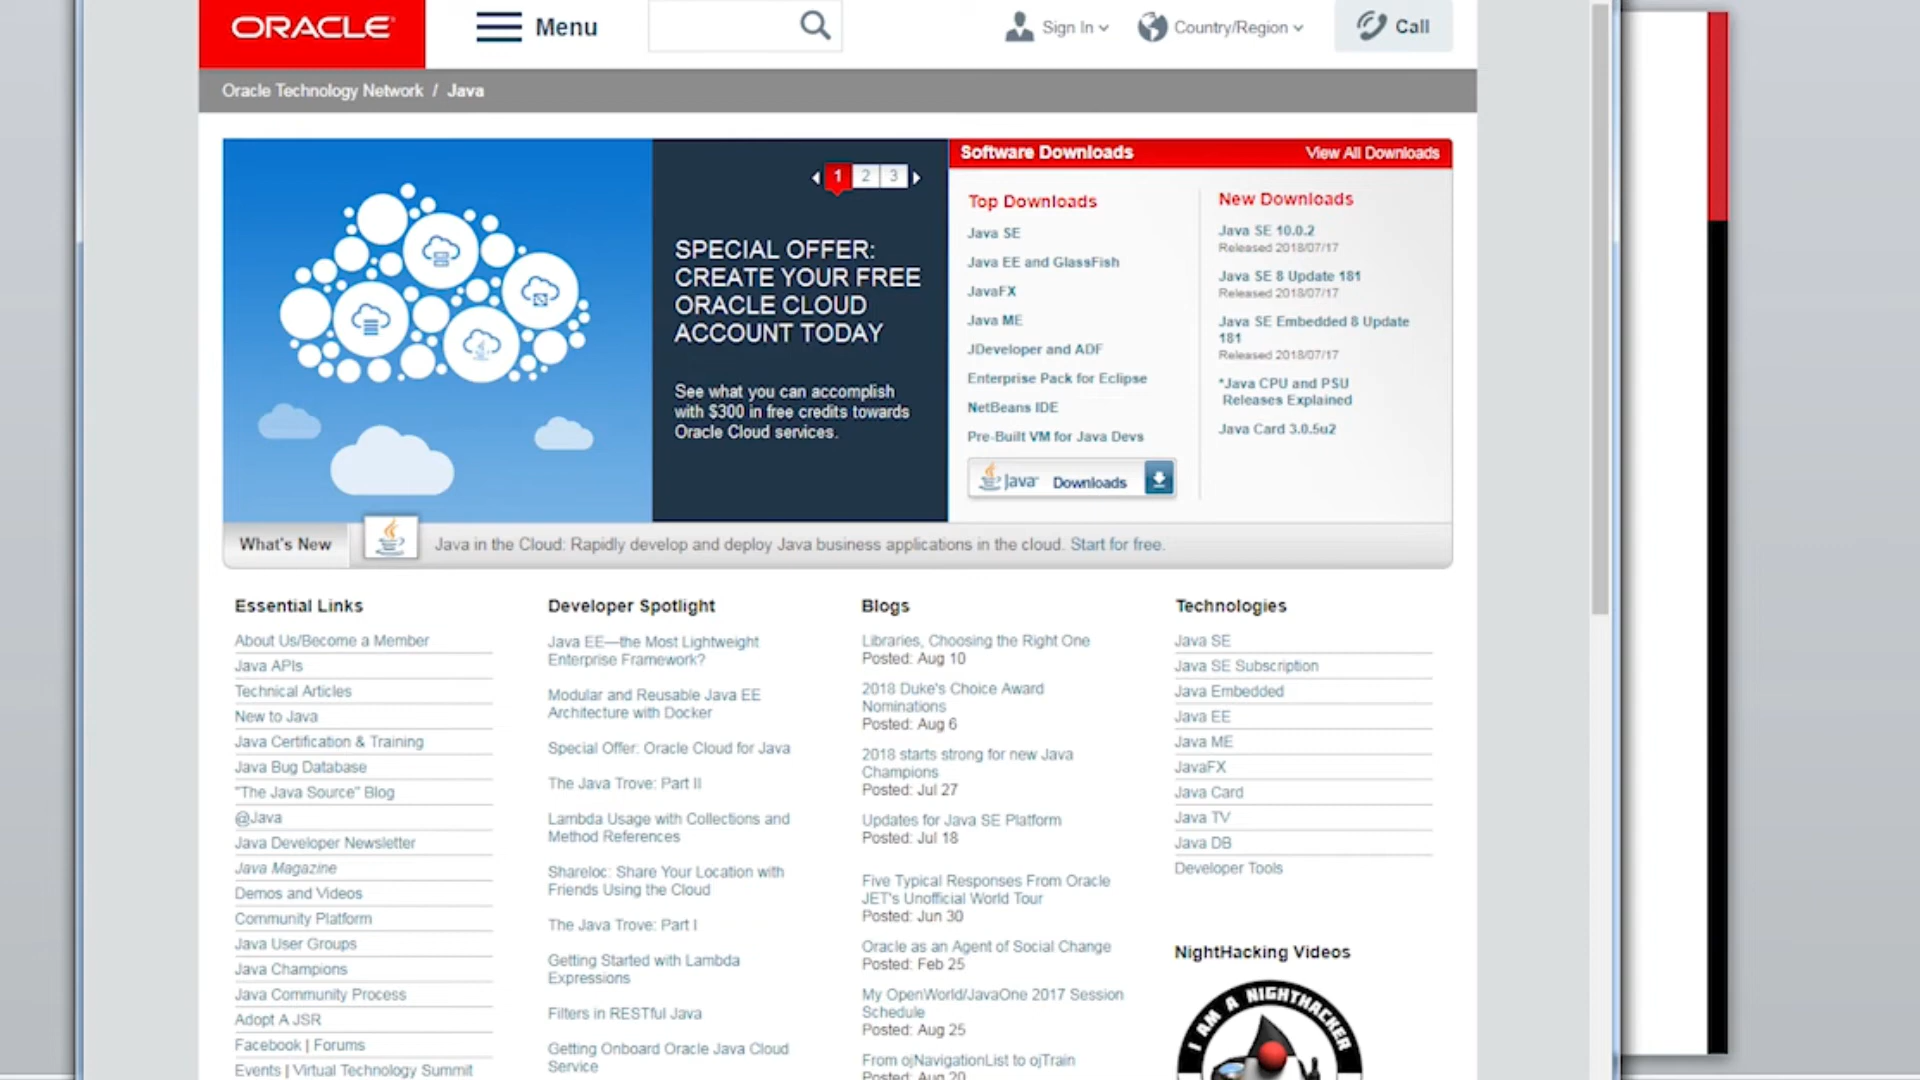 ORACLE
Menu
Sign In
Country/Region
Call
Oracle Technology Network / Java
1 2 3
SPECIAL OFFER:
CREATE YOUR FREE
ORACLE CLOUD
ACCOUNT TODAY
See what you can accomplish
with $300 in free credits towards
Oracle Cloud services.
Software Downloads
View All Downloads
Top Downloads
Java SE
Java EE and GlassFish
JavaFX
Java ME
JDeveloper and ADF
Enterprise Pack for Eclipse
NetBeans IDE
Pre-Built VM for Java Devs
Java Downloads
New Downloads
Java SE 10.0.2
Released 2018/07/17
Java SE 8 Update 181
Released 2018/07/17
Java SE Embedded 8 Update
181
Released 2018/07/17
*Java CPU and PSU
Releases Explained
Java Card 3.0.5u2
What's New
Java in the Cloud: Rapidly develop and deploy Java business applications in the cloud. Start for free.
Essential Links
About Us/Become a Member
Java APIs
Technical Articles
New to Java
Java Certification & Training
Java Bug Database
"The Java Source" Blog
@Java
Java Developer Newsletter
Java Magazine
Demos and Videos
Community Platform
Java User Groups
Java Champions
Java Community Process
Adopt A JSR
Facebook | Forums
Events | Virtual Technology Summit
Developer Spotlight
Java EE—the Most Lightweight
Enterprise Framework?
Modular and Reusable Java EE
Architecture with Docker
Special Offer: Oracle Cloud for Java
The Java Trove: Part II
Lambda Usage with Collections and
Method References
Shareloc: Share Your Location with
Friends Using the Cloud
The Java Trove: Part I
Getting Started with Lambda
Expressions
Filters in RESTful Java
Getting Onboard Oracle Java Cloud
Service
Blogs
Libraries, Choosing the Right One
Posted: Aug 10
2018 Duke's Choice Award
Nominations
Posted: Aug 6
2018 starts strong for new Java
Champions
Posted: Jul 27
Updates for Java SE Platform
Posted: Jul 18
Five Typical Responses From Oracle
JET's Unofficial World Tour
Posted: Jun 30
Oracle as an Agent of Social Change
Posted: Feb 25
My OpenWorld/JavaOne 2017 Session
Schedule
Posted: Aug 25
From ojNavigationList to ojTrain
Posted: Aug 20
Technologies
Java SE
Java SE Subscription
Java Embedded
Java EE
Java ME
JavaFX
Java Card
Java TV
Java DB
Developer Tools
NightHacking Videos
I AM A NIGHTHACKER